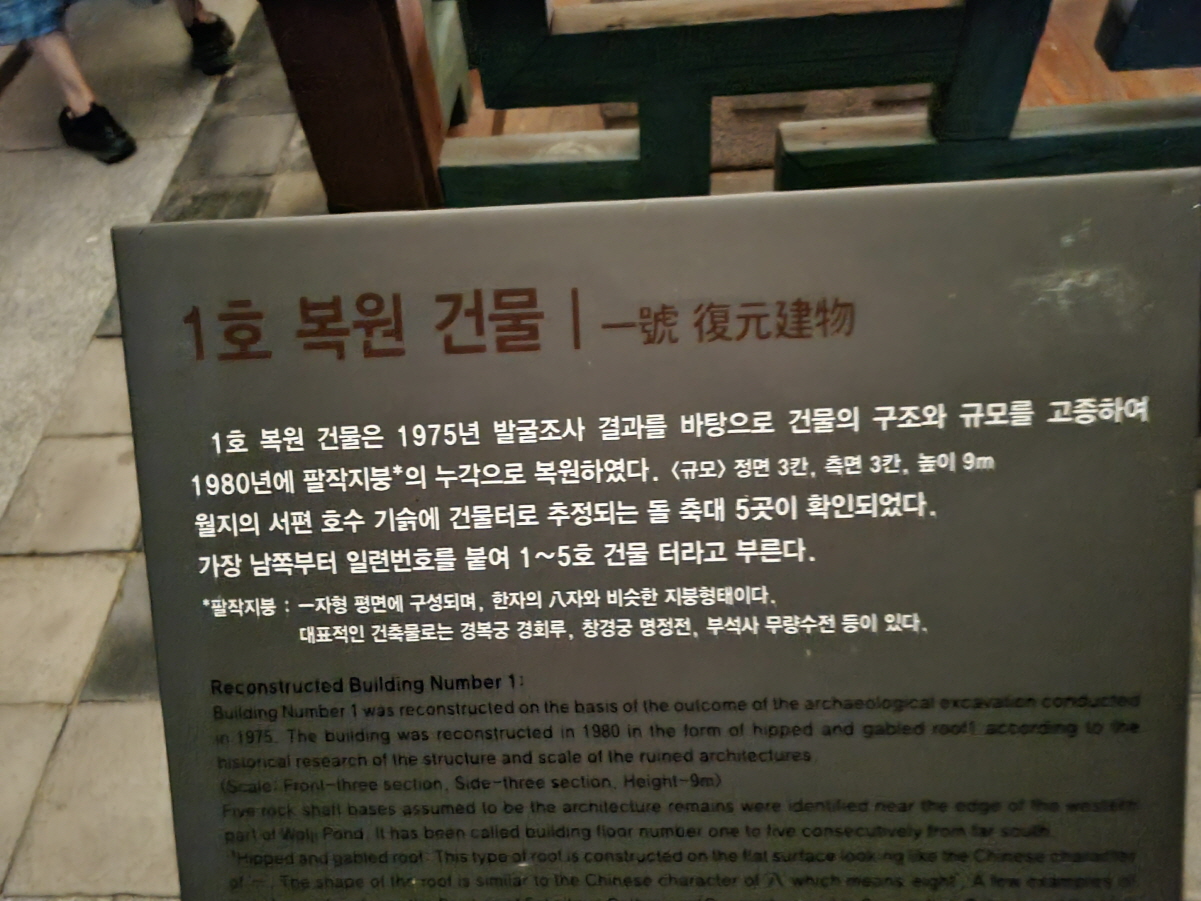 1호 복원 건물 | 一號 復元建物
1호 복원 건물은 1975년 발굴조사 결과를 바탕으로 건물의 구조와 규모를 고증하여
1980년에 팔작지붕*의 누각으로 복원하였다. <규모> 정면 3칸, 측면 3칸, 높이 9m
월지의 서편 호수 기슭에 건물터로 추정되는 돌 축대 5곳이 확인되었다.
가장 남쪽부터 일련번호를 붙여 1~5호 건물 터라고 부른다.
*팔작지붕 : 一자형 평면에 구성되며, 한자의 八자와 비슷한 지붕형태이다.
대표적인 건축물로는 경복궁 경회루, 창경궁 명정전, 부석사 무량수전 등이 있다.
Reconstructed Building Number 1:
Building Number 1 was reconstructed on the basis of the outcome of the archaeological excavation conducted
in 1975. The building was reconstructed in 1980 in the form of hipped and gabled roof1 according to the
historical research of the structure and scale of the ruined architectures
(Scale: Front-three section, Side-three section, Height-9m)
Five rock shaft bases assumed to be the architecture remains were identified near the edge of the western
part of Wolji Pond. It has been called building floor number one to five consecutively from far south.
*Hipped and gabled roof: This type of roof is constructed on the flat surface looking like the Chinese character
of 一. The shape of the roof is similar to the Chinese character of '八' which means 'eight'. A few examples of